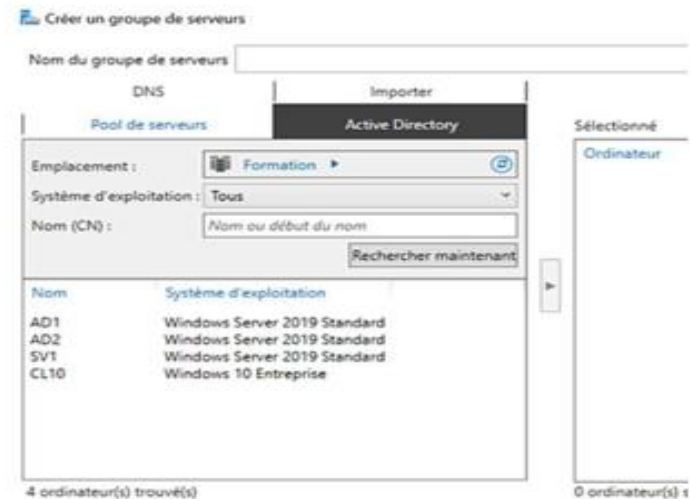 Créer un groupe de serveurs
Nom du groupe de serveurs
DNS Importer
Pool de serveurs Active Directory
Sélectionné
Emplacement : Formation
Ordinateur
Système d'exploitation : Tous
Nom (CN) : Nom ou début du nom
Rechercher maintenant
Nom Système d'exploitation
AD1 Windows Server 2019 Standard
AD2 Windows Server 2019 Standard
SV1 Windows Server 2019 Standard
CL10 Windows 10 Entreprise
4 ordinateur(s) trouvé(s)
0 ordinateur(s)